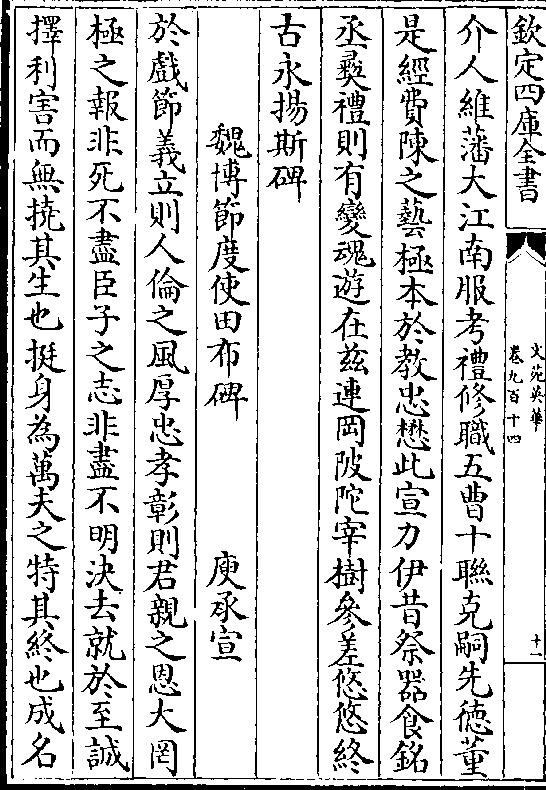 欽定四庫全書
文苑英華
卷九百十四
十一
介人維藩大江南服考禮修職五曹十聯克嗣先徳董
是經費陳之藝極本於教忠懋此宣力伊昔祭器食銘
丞彛禮則有變魂遊在兹連岡陂陀宰樹參差悠悠終
古永揚斯碑
魏博節度使田布碑
庾承宣
於戲節義立則人倫之風厚忠孝彰則君親之恩大罔
極之報非死不盡臣子之志非盡不明決去就於至誠
擇利害而無撓其生也挺身為萬夫之特其終也成名